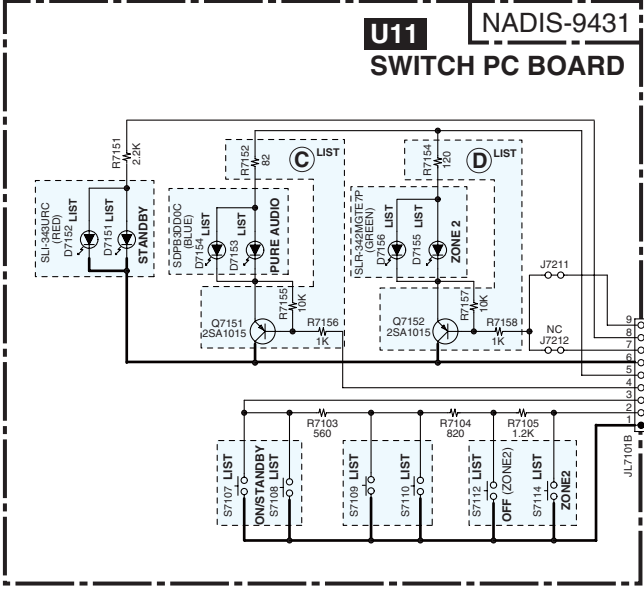 U11
NADIS-9431
SWITCH PC BOARD
R7151
2.2K
R7152
82
C
LIST
R7154
120
D
LIST
SLI-343URC
(RED)
D7152 LIST
D7151 LIST
STANDBY
SDPB3DD0C
(BLUE)
D7154 LIST
D7153 LIST
PURE AUDIO
SLR-342MGTE7P
(GREEN)
D7156 LIST
D7155 LIST
ZONE 2
J7211
R7155
10K
R7157
10K
Q7151
2SA1015
R7156
1K
Q7152
2SA1015
R7158
1K
NC
J7212
9
8
7
6
5
4
3
2
1
JL7101B
R7103
560
R7104
820
R7105
1.2K
S7107 LIST
ON/STANDBY
S7108 LIST
S7109 LIST
S7110 LIST
S7112 LIST
OFF (ZONE2)
S7114 LIST
ZONE2